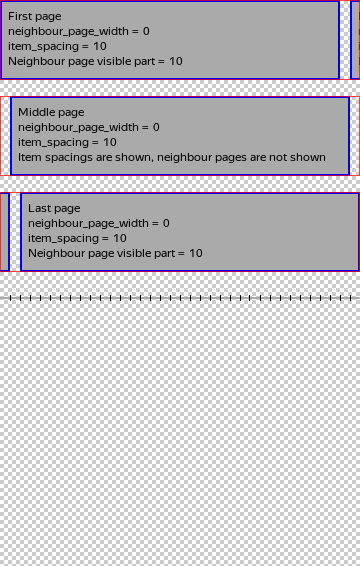 First page
neighbour_page_width = 0
item_spacing = 10
Neighbour page visible part = 10
Middle page
neighbour_page_width = 0
item_spacing = 10
Item spacings are shown, neighbour pages are not shown
Last page
neighbour_page_width = 0
item_spacing = 10
Neighbour page visible part = 10